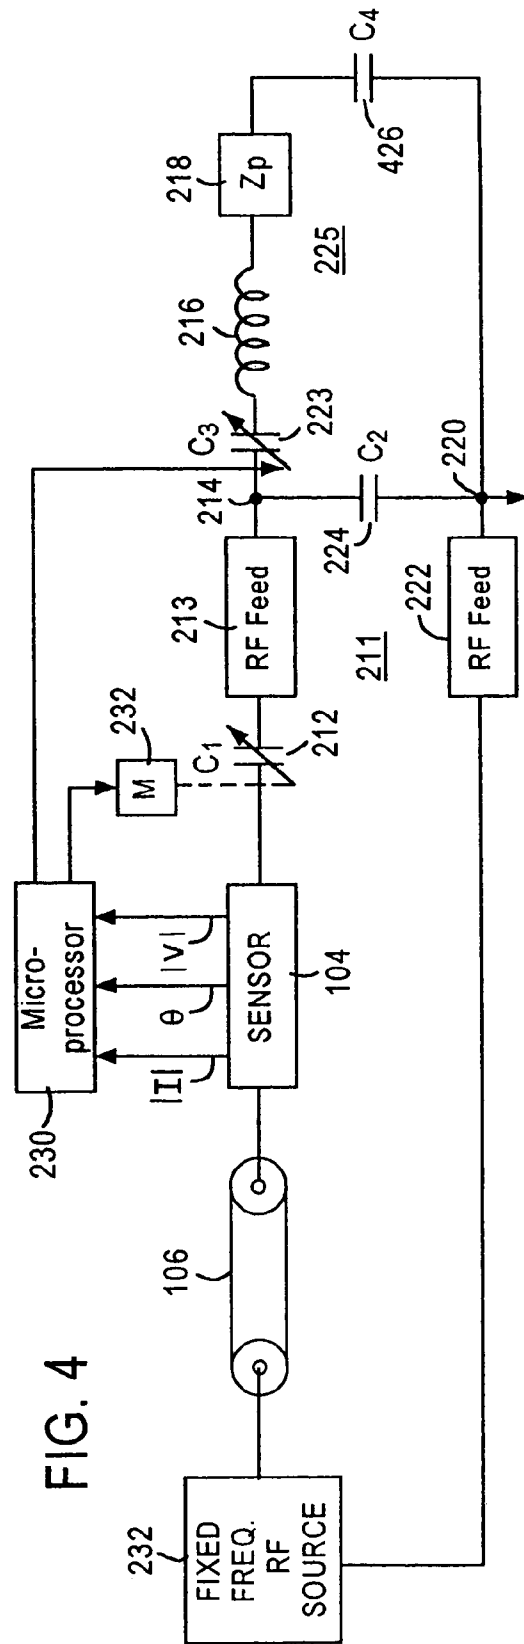 FIG. 4
232
FIXED
FREQ.
RF
SOURCE
106
230
Micro-
processor
|I|
θ
|V|
SENSOR
104
232
M
C1
212
213
RF Feed
211
222
RF Feed
214
C3
223
224
C2
220
216
225
218
Zp
C4
426